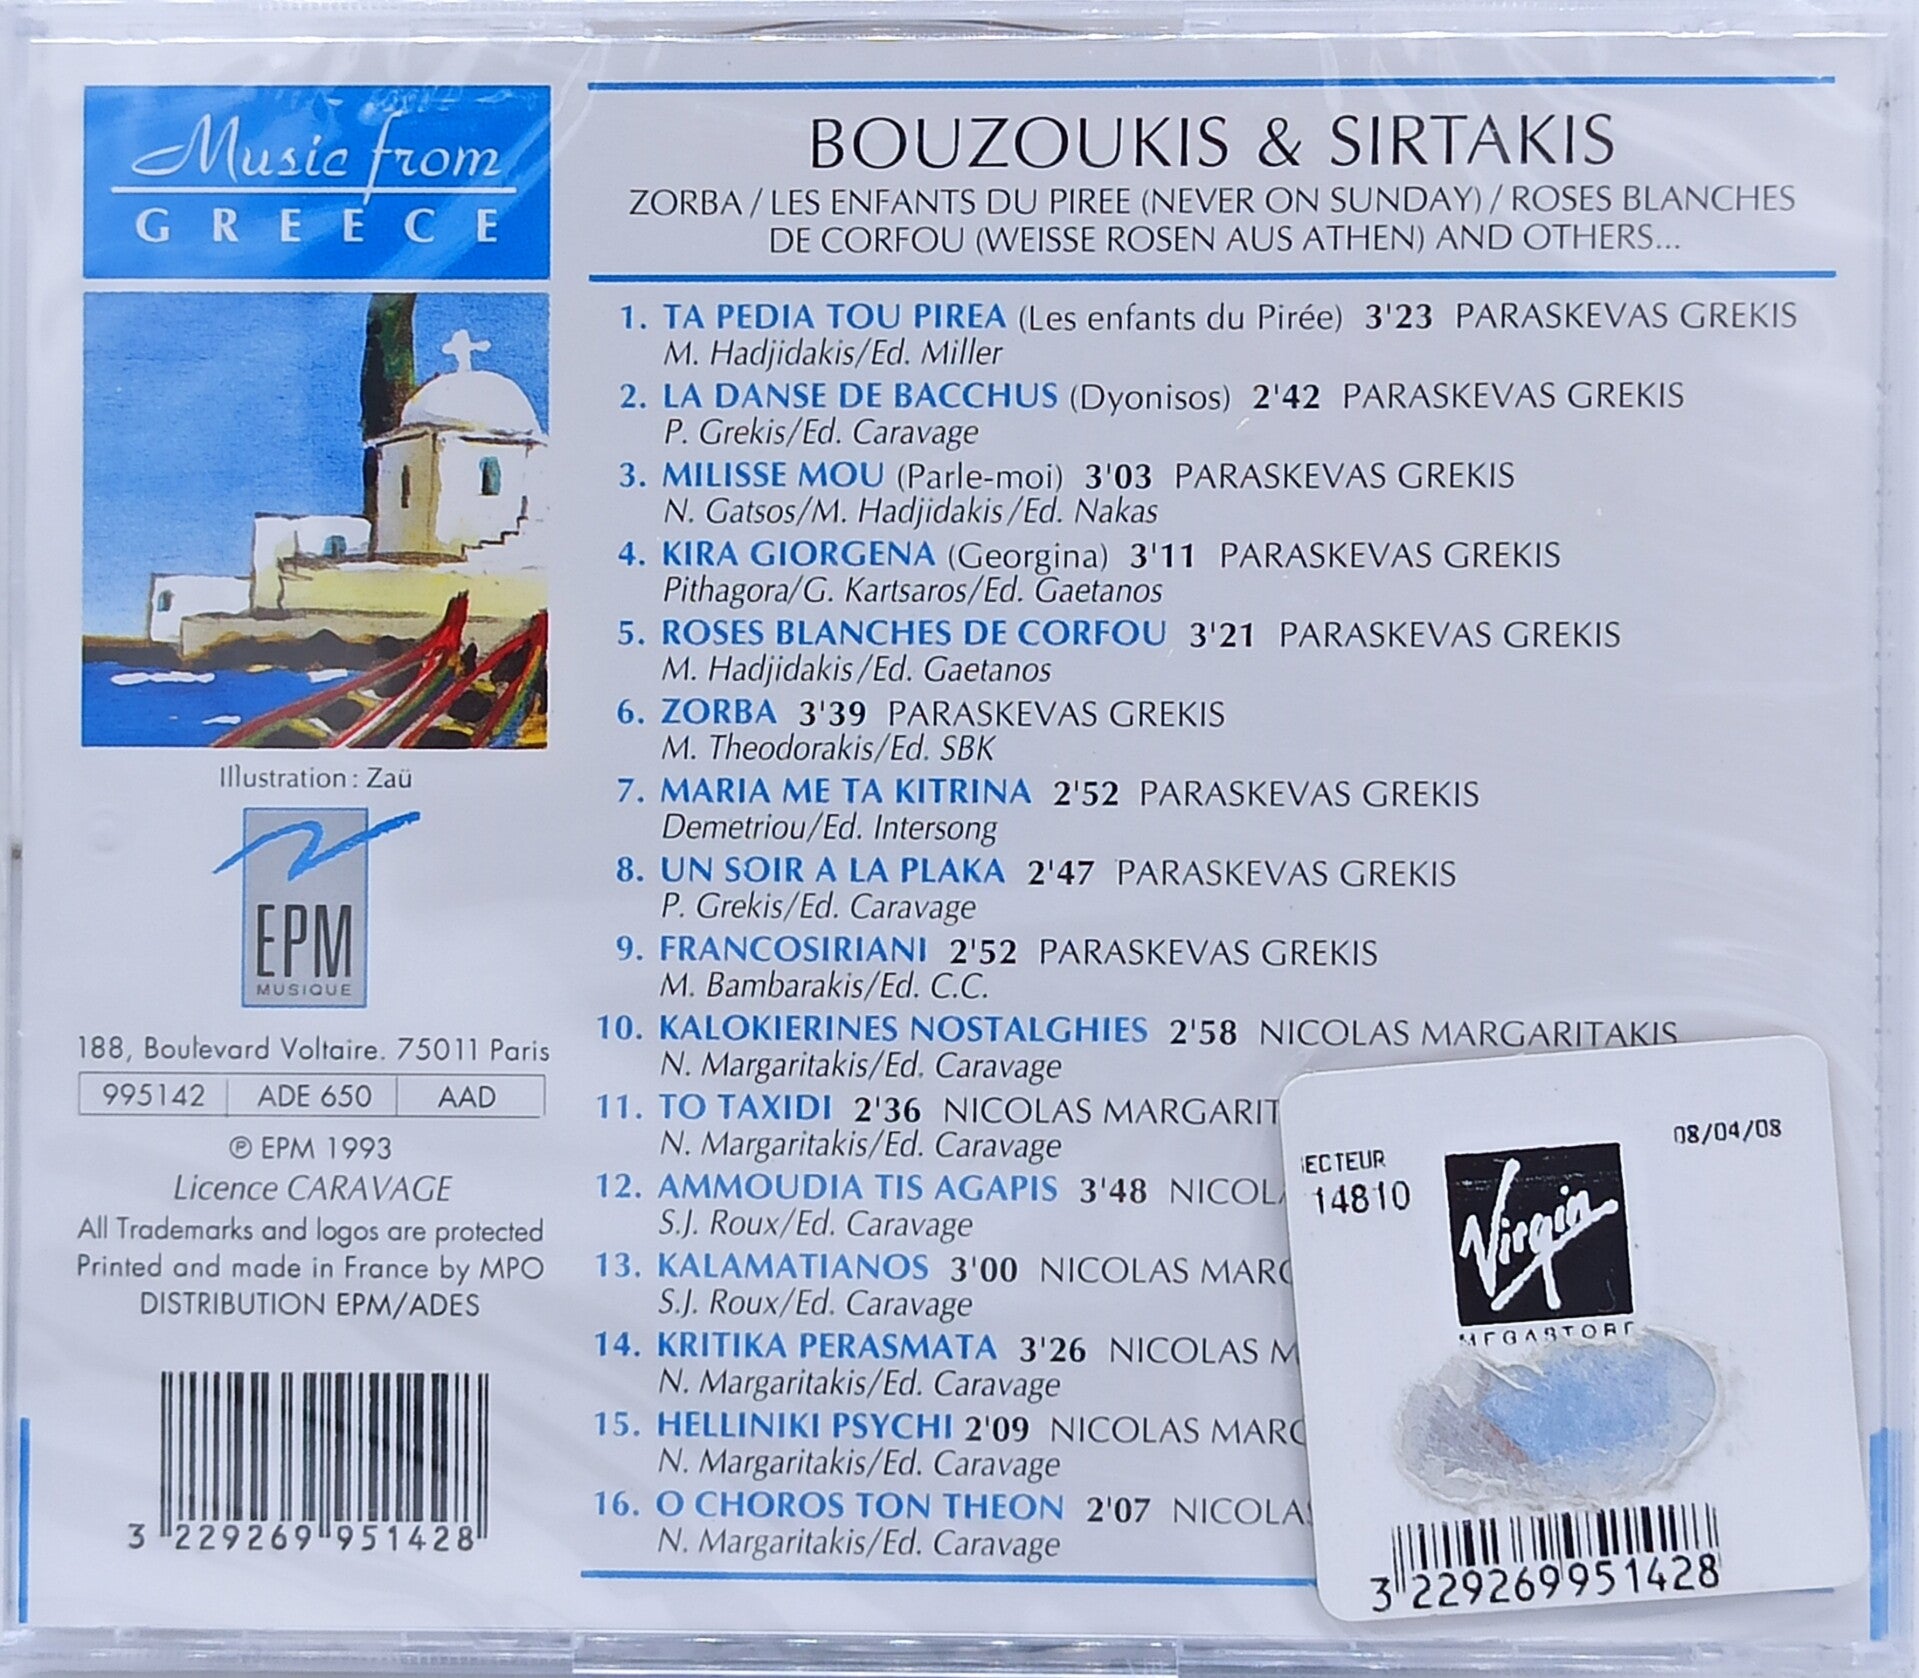 Music from
GREECE
Illustration : Zaü
EPM
MUSIQUE
188, Boulevard Voltaire. 75011 Paris
995142 ADE 650 AAD
℗ EPM 1993
Licence CARAVAGE
All Trademarks and logos are protected
Printed and made in France by MPO
DISTRIBUTION EPM/ADES
3 229269 951428
BOUZOUKIS & SIRTAKIS
ZORBA / LES ENFANTS DU PIREE (NEVER ON SUNDAY) / ROSES BLANCHES
DE CORFOU (WEISSE ROSEN AUS ATHEN) AND OTHERS...
1. TA PEDIA TOU PIREA (Les enfants du Pirée) 3'23 PARASKEVAS GREKIS
M. Hadjidakis/Ed. Miller
2. LA DANSE DE BACCHUS (Dyonisos) 2'42 PARASKEVAS GREKIS
P. Grekis/Ed. Caravage
3. MILISSE MOU (Parle-moi) 3'03 PARASKEVAS GREKIS
N. Gatsos/M. Hadjidakis/Ed. Nakas
4. KIRA GIORGENA (Georgina) 3'11 PARASKEVAS GREKIS
Pithagora/G. Kartsaros/Ed. Gaetanos
5. ROSES BLANCHES DE CORFOU 3'21 PARASKEVAS GREKIS
M. Hadjidakis/Ed. Gaetanos
6. ZORBA 3'39 PARASKEVAS GREKIS
M. Theodorakis/Ed. SBK
7. MARIA ME TA KITRINA 2'52 PARASKEVAS GREKIS
Demetriou/Ed. Intersong
8. UN SOIR A LA PLAKA 2'47 PARASKEVAS GREKIS
P. Grekis/Ed. Caravage
9. FRANCOSIRIANI 2'52 PARASKEVAS GREKIS
M. Bambarakis/Ed. C.C.
10. KALOKIERINES NOSTALGHIES 2'58 NICOLAS MARGARITAKIS
N. Margaritakis/Ed. Caravage
11. TO TAXIDI 2'36 NICOLAS MARGARIT
N. Margaritakis/Ed. Caravage
12. AMMOUDIA TIS AGAPIS 3'48 NICOL
S.J. Roux/Ed. Caravage
13. KALAMATIANOS 3'00 NICOLAS MARG
S.J. Roux/Ed. Caravage
14. KRITIKA PERASMATA 3'26 NICOLAS M
N. Margaritakis/Ed. Caravage
15. HELLINIKI PSYCHI 2'09 NICOLAS MARG
N. Margaritakis/Ed. Caravage
16. O CHOROS TON THEON 2'07 NICOLAS
N. Margaritakis/Ed. Caravage
08/04/08
ECTEUR
14810
Virgin
MEGASTORE
3 229269951428